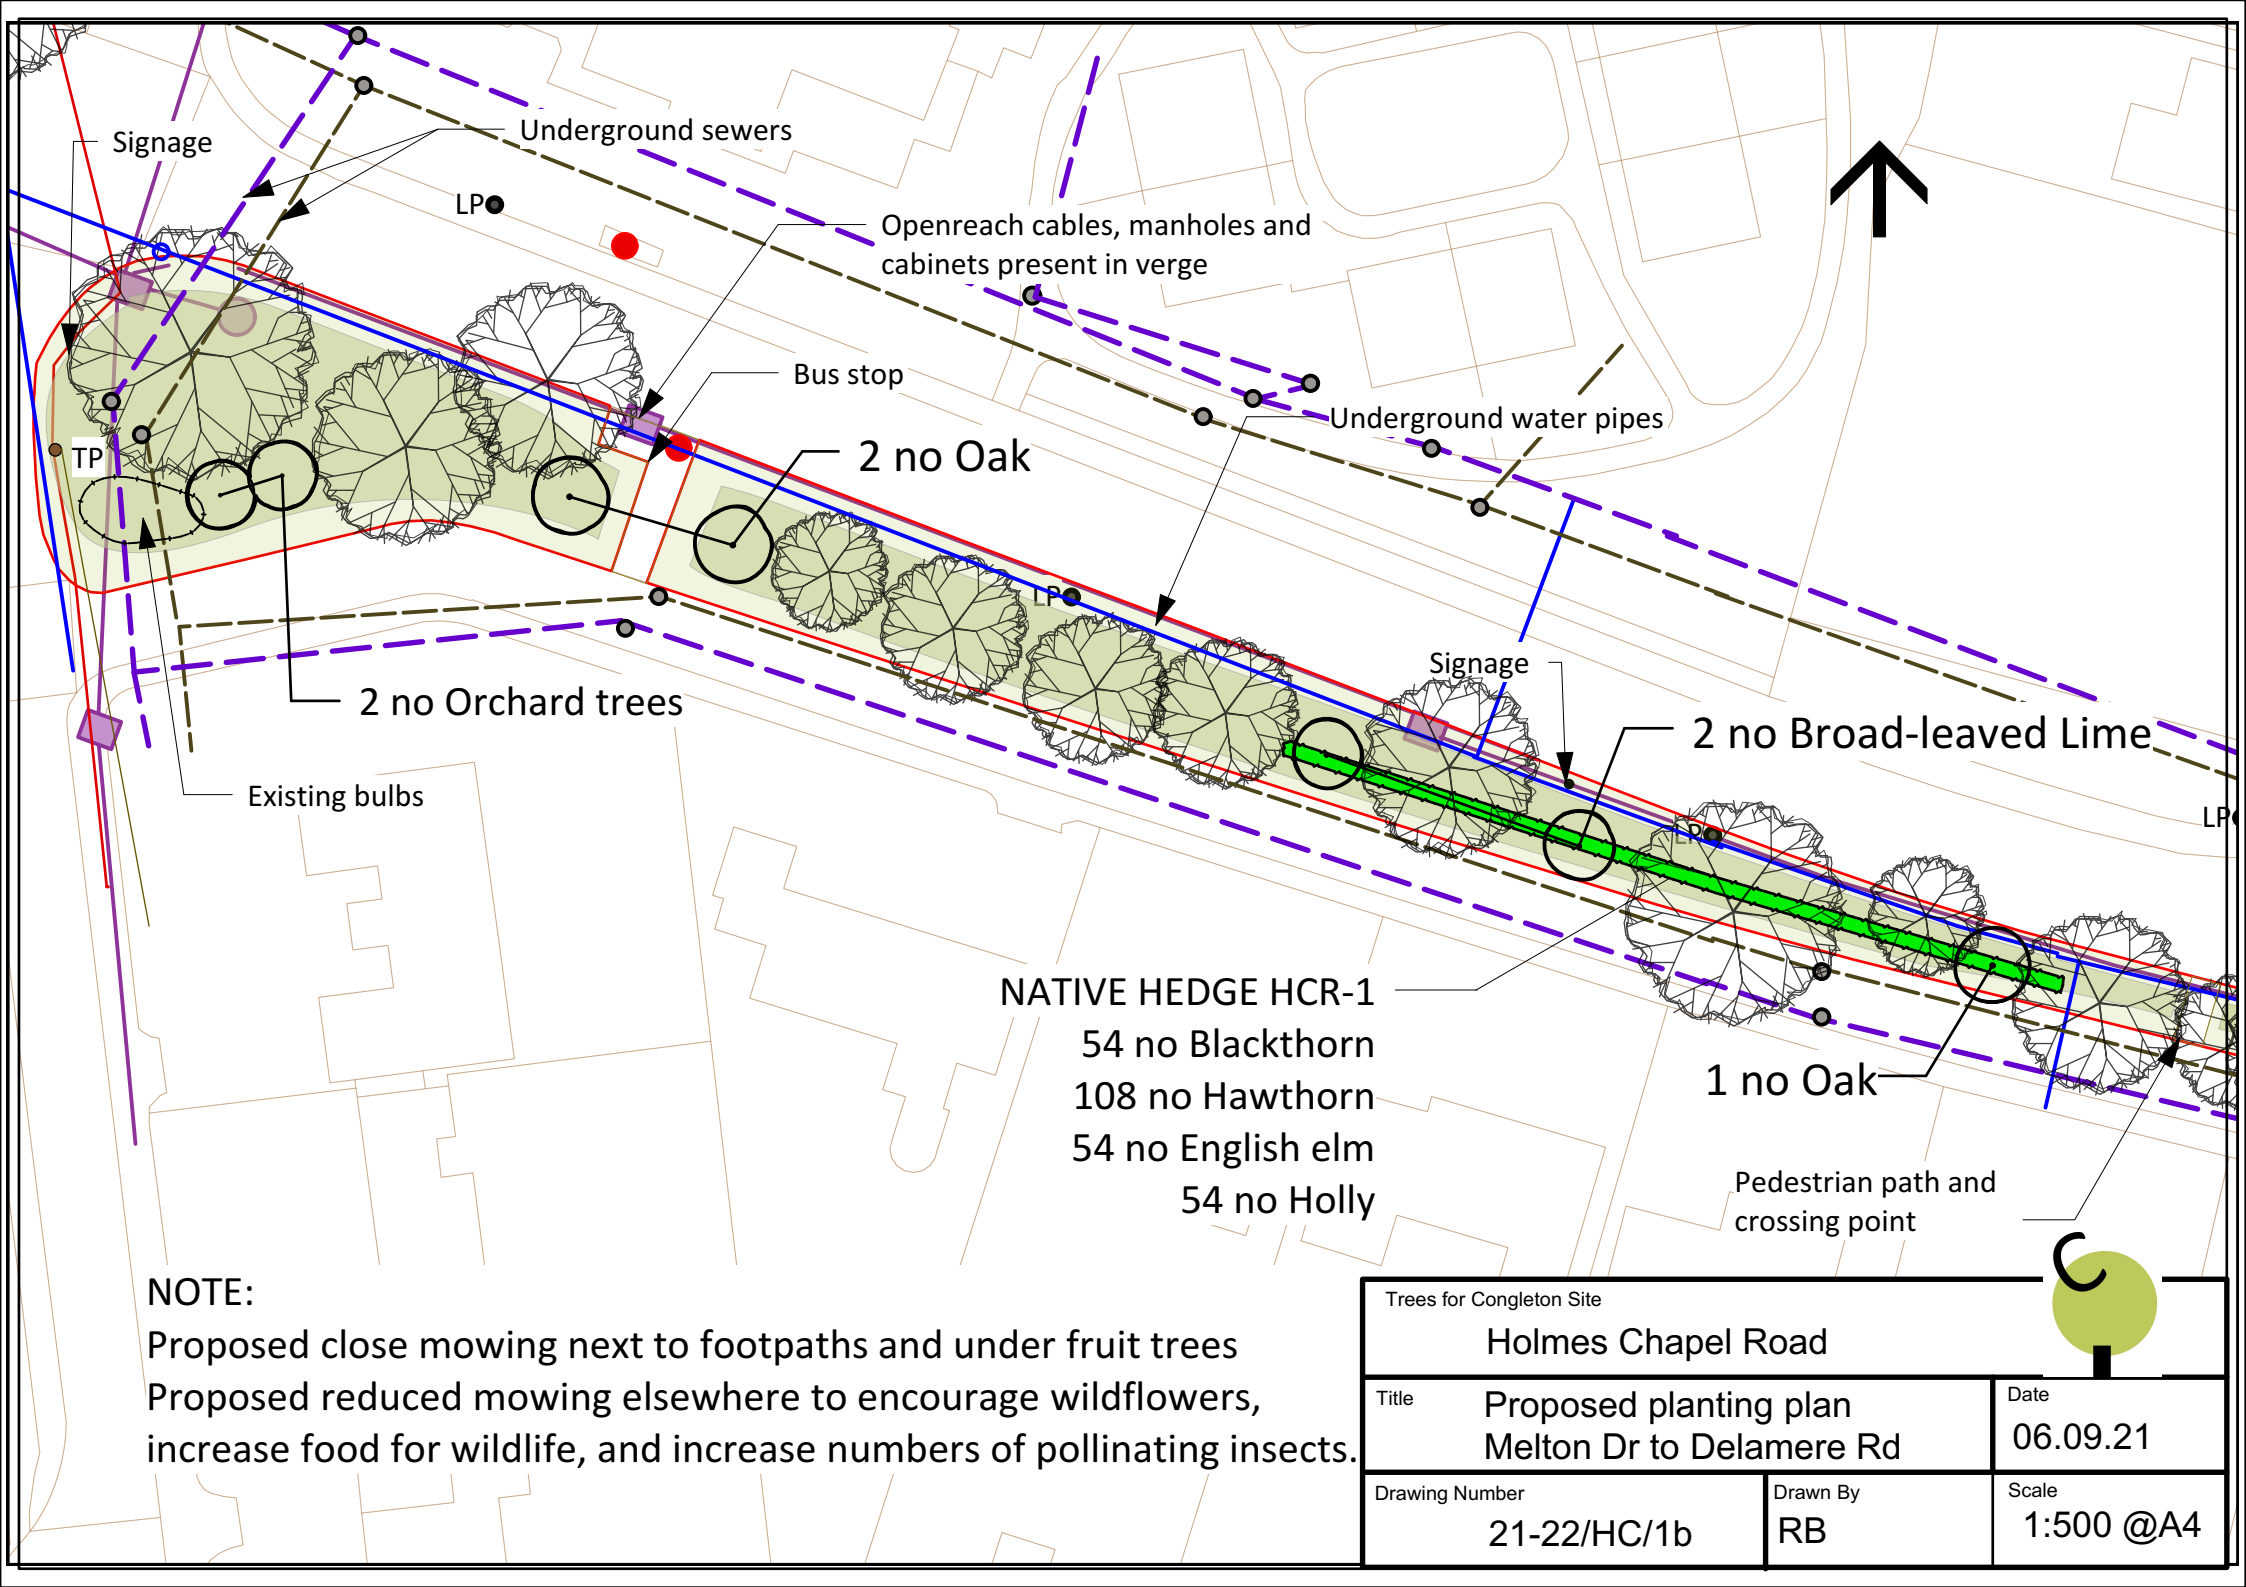 Underground sewers
Signage
LP
Openreach cables, manholes and
cabinets present in verge
Bus stop
Underground water pipes
2 no Oak
TP
LP
Signage
2 no Orchard trees
2 no Broad-leaved Lime
Existing bulbs
LP
LP
NATIVE HEDGE HCR-1
54 no Blackthorn
108 no Hawthorn
54 no English elm
54 no Holly
1 no Oak
Pedestrian path and
crossing point
NOTE:
Proposed close mowing next to footpaths and under fruit trees
Proposed reduced mowing elsewhere to encourage wildflowers,
increase food for wildlife, and increase numbers of pollinating insects.
Trees for Congleton Site
Holmes Chapel Road
Title
Proposed planting plan
Melton Dr to Delamere Rd
Date
06.09.21
Drawing Number
21-22/HC/1b
Drawn By
RB
Scale
1:500 @A4